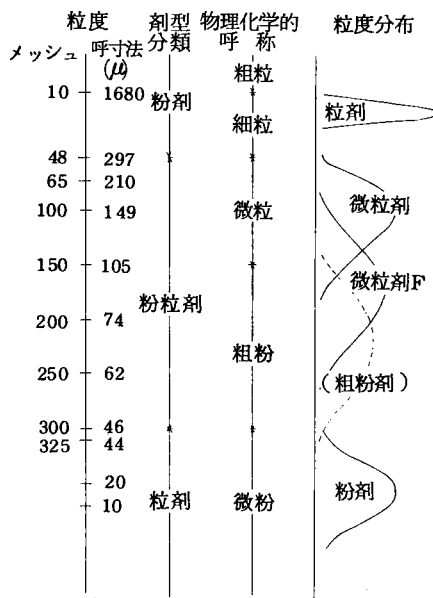 粒度 剤型 物理化学的 粒度分布
メッシュ 呼寸法 分類 呼称
(μ)
粗粒
10 1680 粉剤 粒剤
細粒
48 297
65 210
100 149 微粒 微粒剤
150 105 微粒剤F
粉粒剤
200 74
粗粉
250 62 (粗粉剤)
300 46
325 44
20 粉剤
10 粒剤 微粉